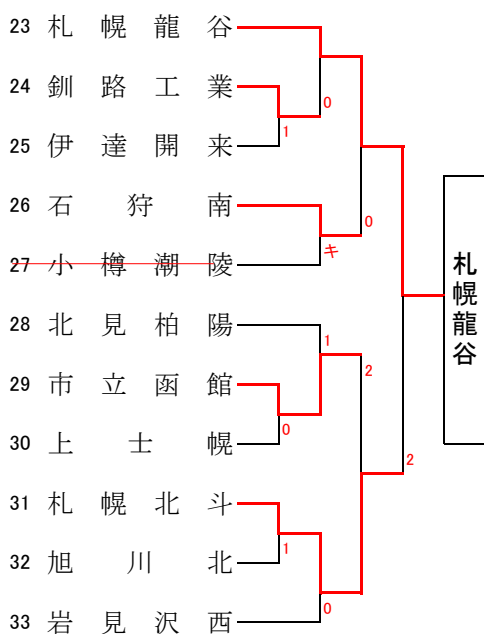 23 札幌龍谷
24 釧路工業
25 伊達開来
26 石狩南
27 小樽潮陵
28 北見柏陽
29 市立函館
30 上士幌
31 札幌北斗
32 旭川北
33 岩見沢西
0
1
0
キ
1
2
0
2
1
0
札幌龍谷